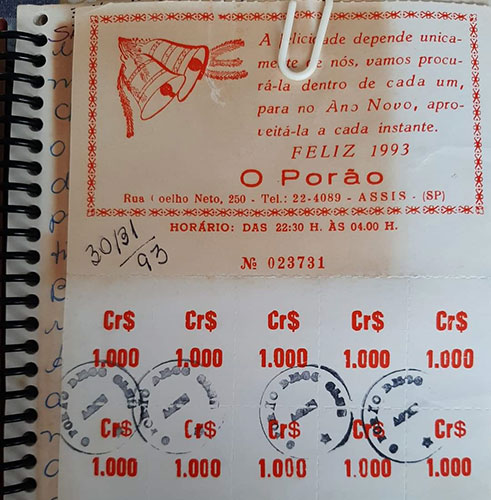 A felicidade depende unica-
mente de nós, vamos procu-
rá-la dentro de cada um,
para no Ano Novo, apro-
veitá-la a cada instante.
FELIZ 1993
O Porão
Rua Coelho Neto, 250 - Tel.: 22-4089 - ASSIS - (SP)
HORÁRIO: DAS 22:30 H. ÀS 04.00 H.
30/31/93
Nº 023731
Cr$ Cr$ Cr$ Cr$ Cr$
1.000 1.000 1.000 1.000 1.000
Cr$ Cr$ Cr$ Cr$ Cr$
1.000 1.000 1.000 1.000 1.000